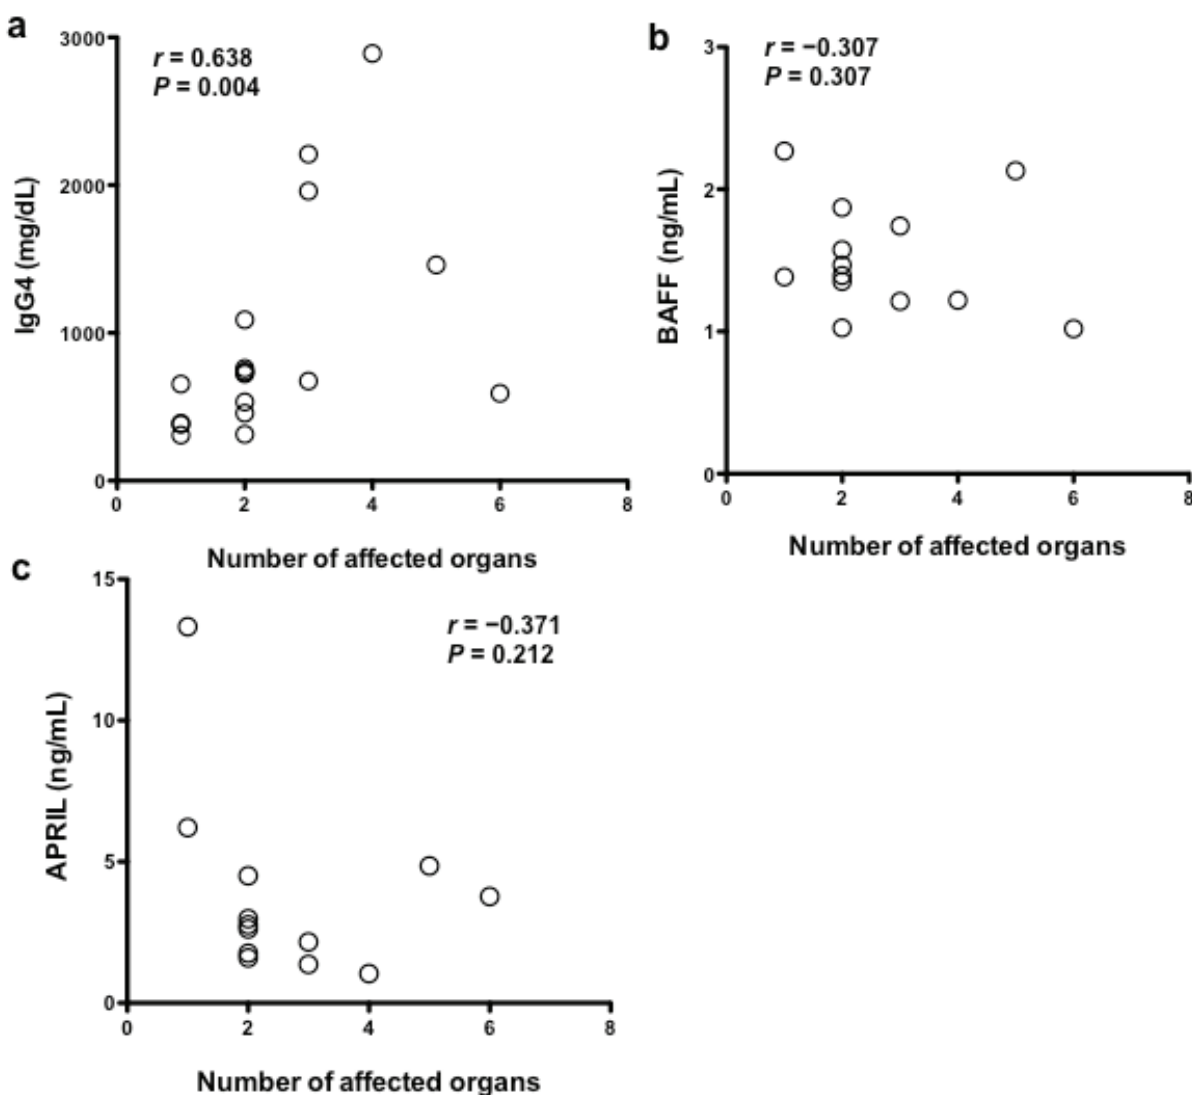 a
r = 0.638
P = 0.004
3000
2000
1000
0
IgG4 (mg/dL)
0 2 4 6 8
Number of affected organs
b
r = −0.307
P = 0.307
3
2
1
0
BAFF (ng/mL)
0 2 4 6 8
Number of affected organs
c
r = −0.371
P = 0.212
15
10
5
0
APRIL (ng/mL)
0 2 4 6 8
Number of affected organs